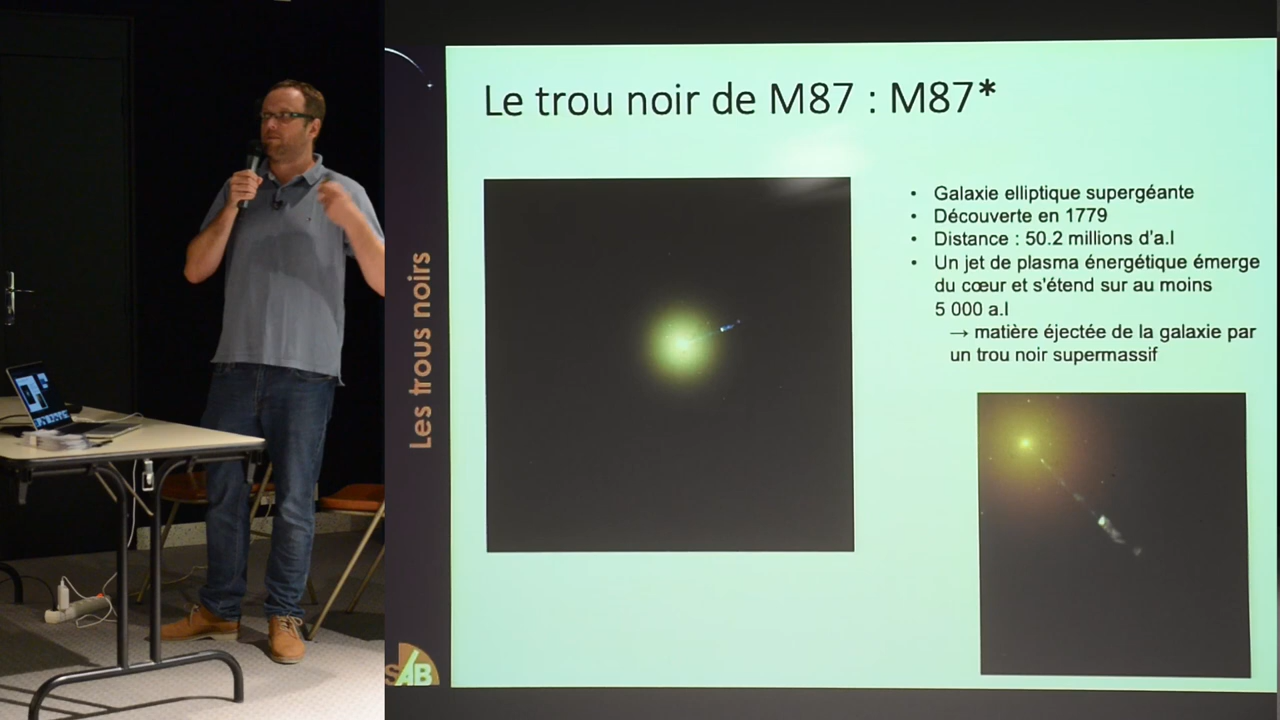 Le trou noir de M87 : M87*
Les trous noirs
• Galaxie elliptique supergéante
• Découverte en 1779
• Distance : 50.2 millions d'a.l
• Un jet de plasma énergétique émerge
du cœur et s'étend sur au moins
5 000 a.l
→ matière éjectée de la galaxie par
un trou noir supermassif
SAB